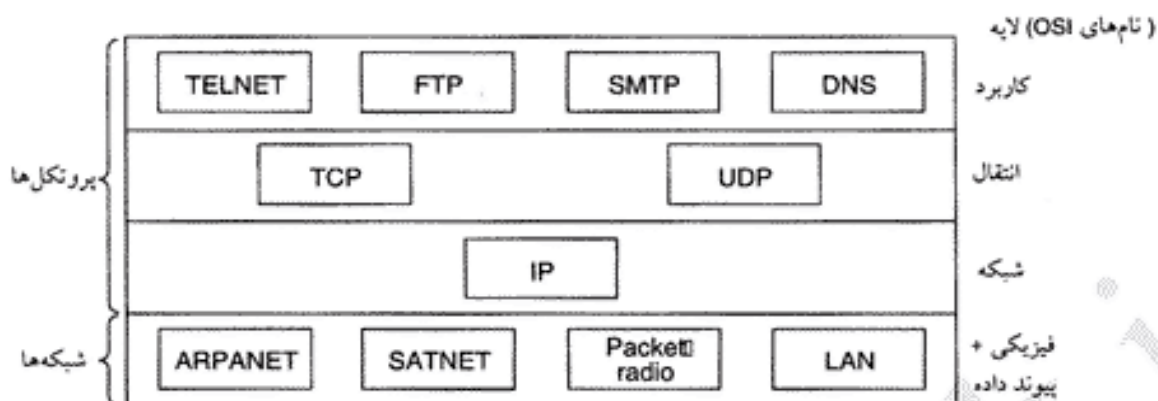 لایه (نام‌های OSI)
TELNET FTP SMTP DNS کاربرد
TCP UDP انتقال
پروتکل‌ها
IP شبکه
ARPANET SATNET Packet radio LAN فیزیکی +
پیوند داده
شبکه‌ها